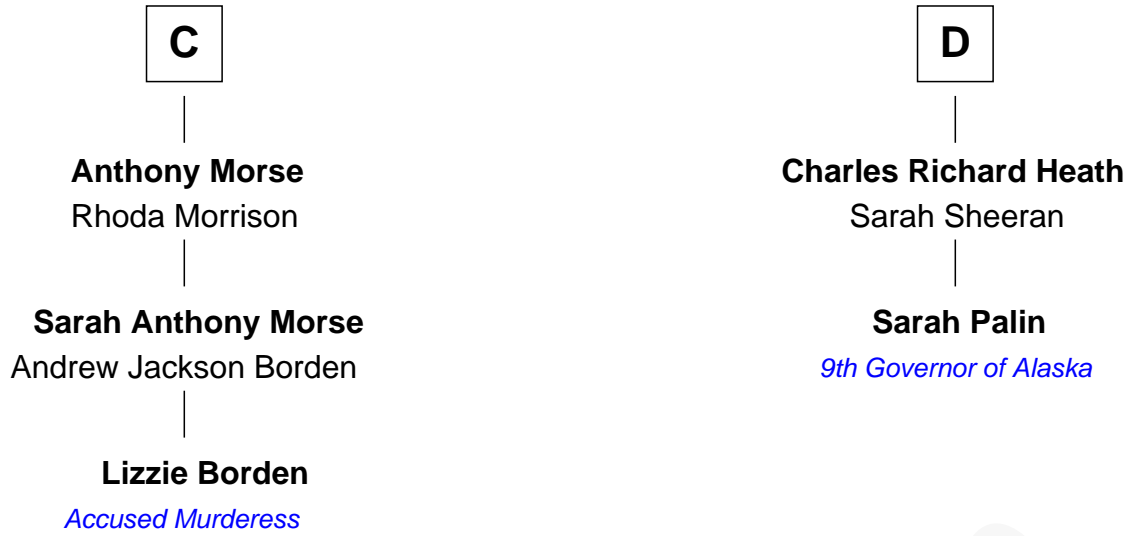 C
Anthony Morse
Rhoda Morrison
Sarah Anthony Morse
Andrew Jackson Borden
Lizzie Borden
Accused Murderess
D
Charles Richard Heath
Sarah Sheeran
Sarah Palin
9th Governor of Alaska